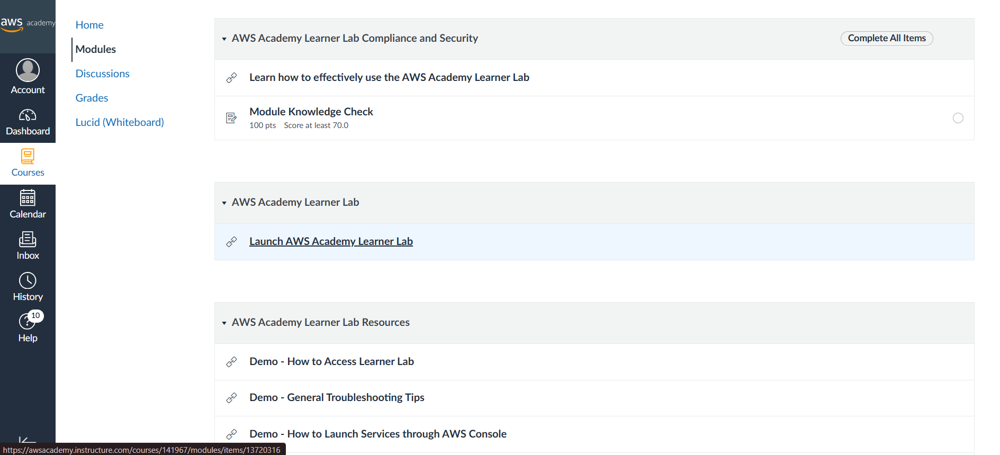 aws academy
Account
Dashboard
Courses
Calendar
Inbox
History
10
Help
Home
Modules
Discussions
Grades
Lucid (Whiteboard)
AWS Academy Learner Lab Compliance and Security
Complete All Items
Learn how to effectively use the AWS Academy Learner Lab
Module Knowledge Check
100 pts Score at least 70.0
AWS Academy Learner Lab
Launch AWS Academy Learner Lab
AWS Academy Learner Lab Resources
Demo - How to Access Learner Lab
Demo - General Troubleshooting Tips
Demo - How to Launch Services through AWS Console
https://awsacademy.instructure.com/courses/141967/modules/items/13720316